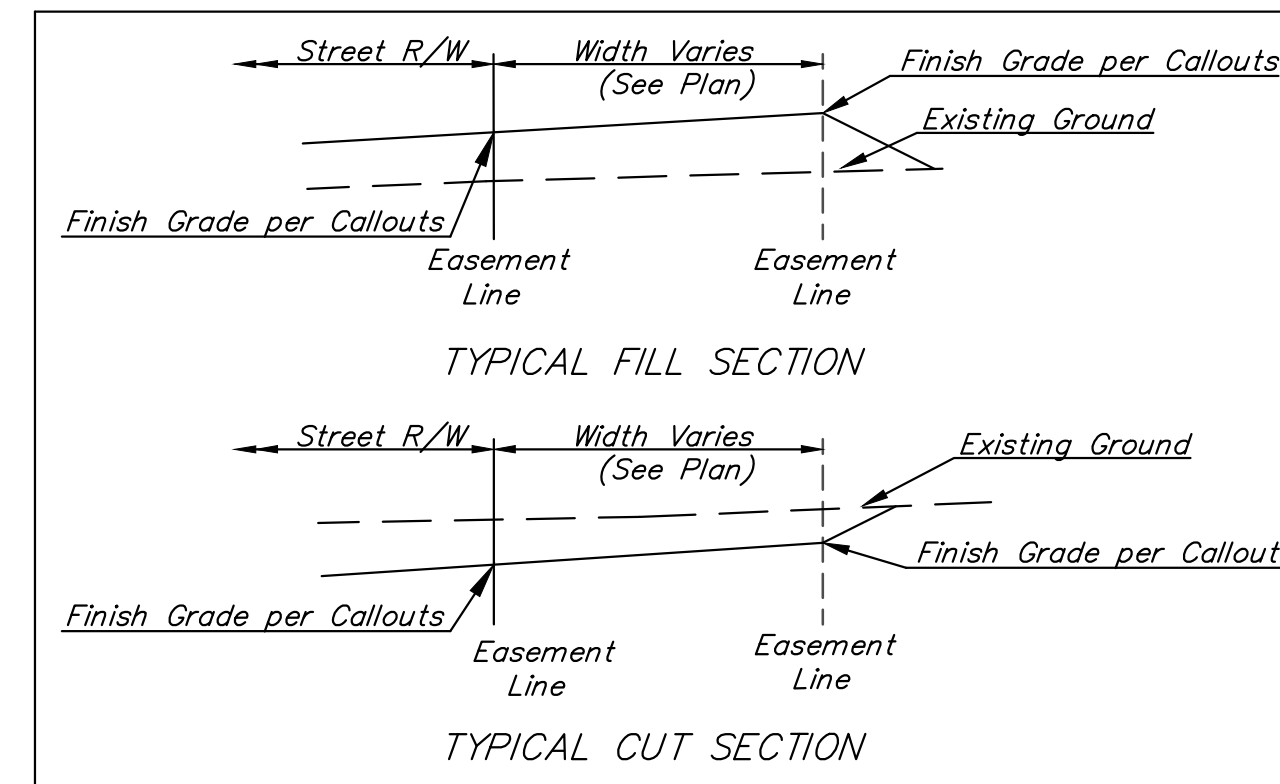 Street R/W
Width Varies
(See Plan)
Finish Grade per Callouts
Existing Ground
Finish Grade per Callouts
Easement
Line
Easement
Line
TYPICAL FILL SECTION
Street R/W
Width Varies
(See Plan)
Existing Ground
Finish Grade per Callout
Finish Grade per Callouts
Easement
Line
Easement
Line
TYPICAL CUT SECTION